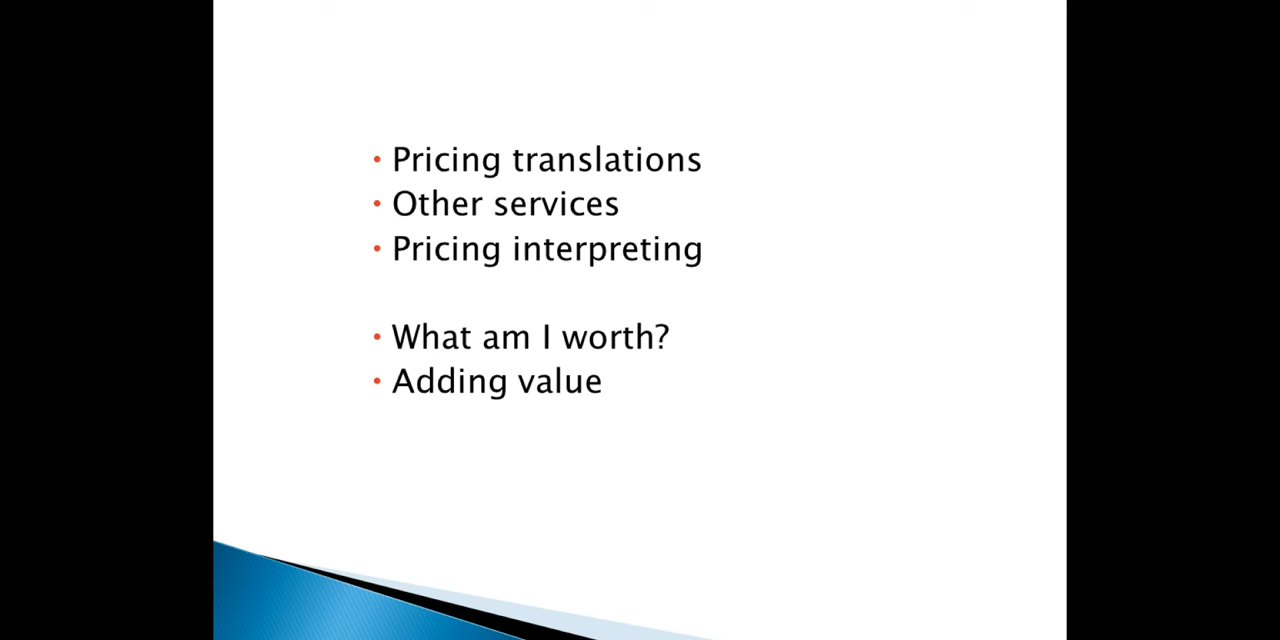 • Pricing translations
• Other services
• Pricing interpreting
• What am I worth?
• Adding value